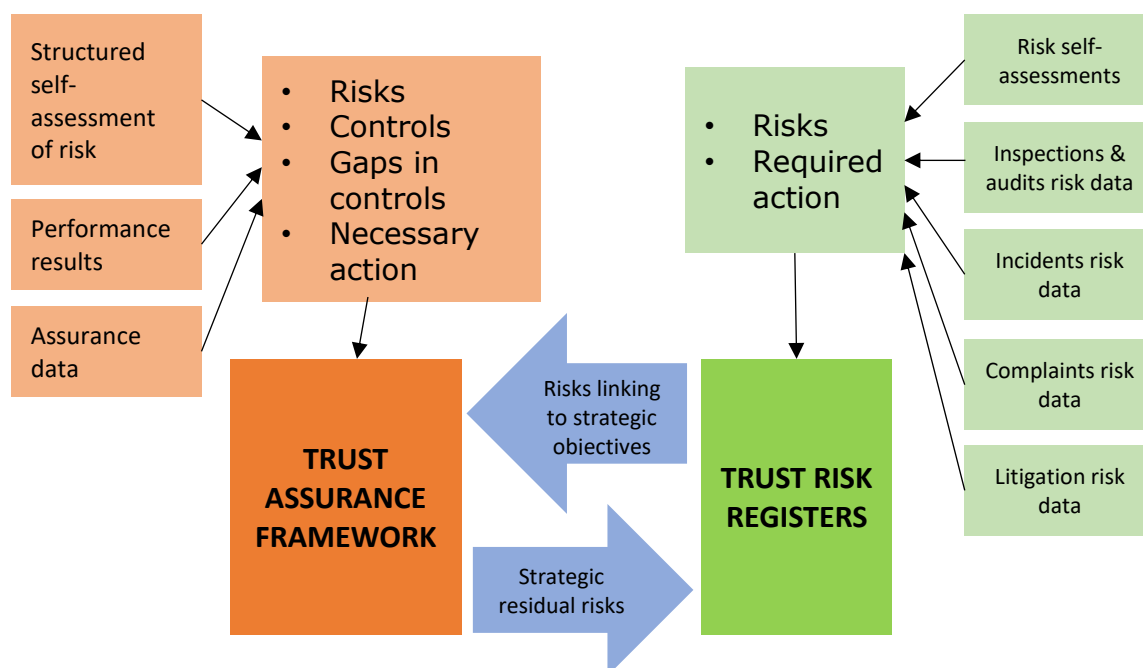 Structured
self-
assessment
of risk
Performance
results
Assurance
data
• Risks
• Controls
• Gaps in
controls
• Necessary
action
TRUST
ASSURANCE
FRAMEWORK
Risks linking
to strategic
objectives
Strategic
residual risks
• Risks
• Required
action
TRUST RISK
REGISTERS
Risk self-
assessments
Inspections &
audits risk data
Incidents risk
data
Complaints risk
data
Litigation risk
data